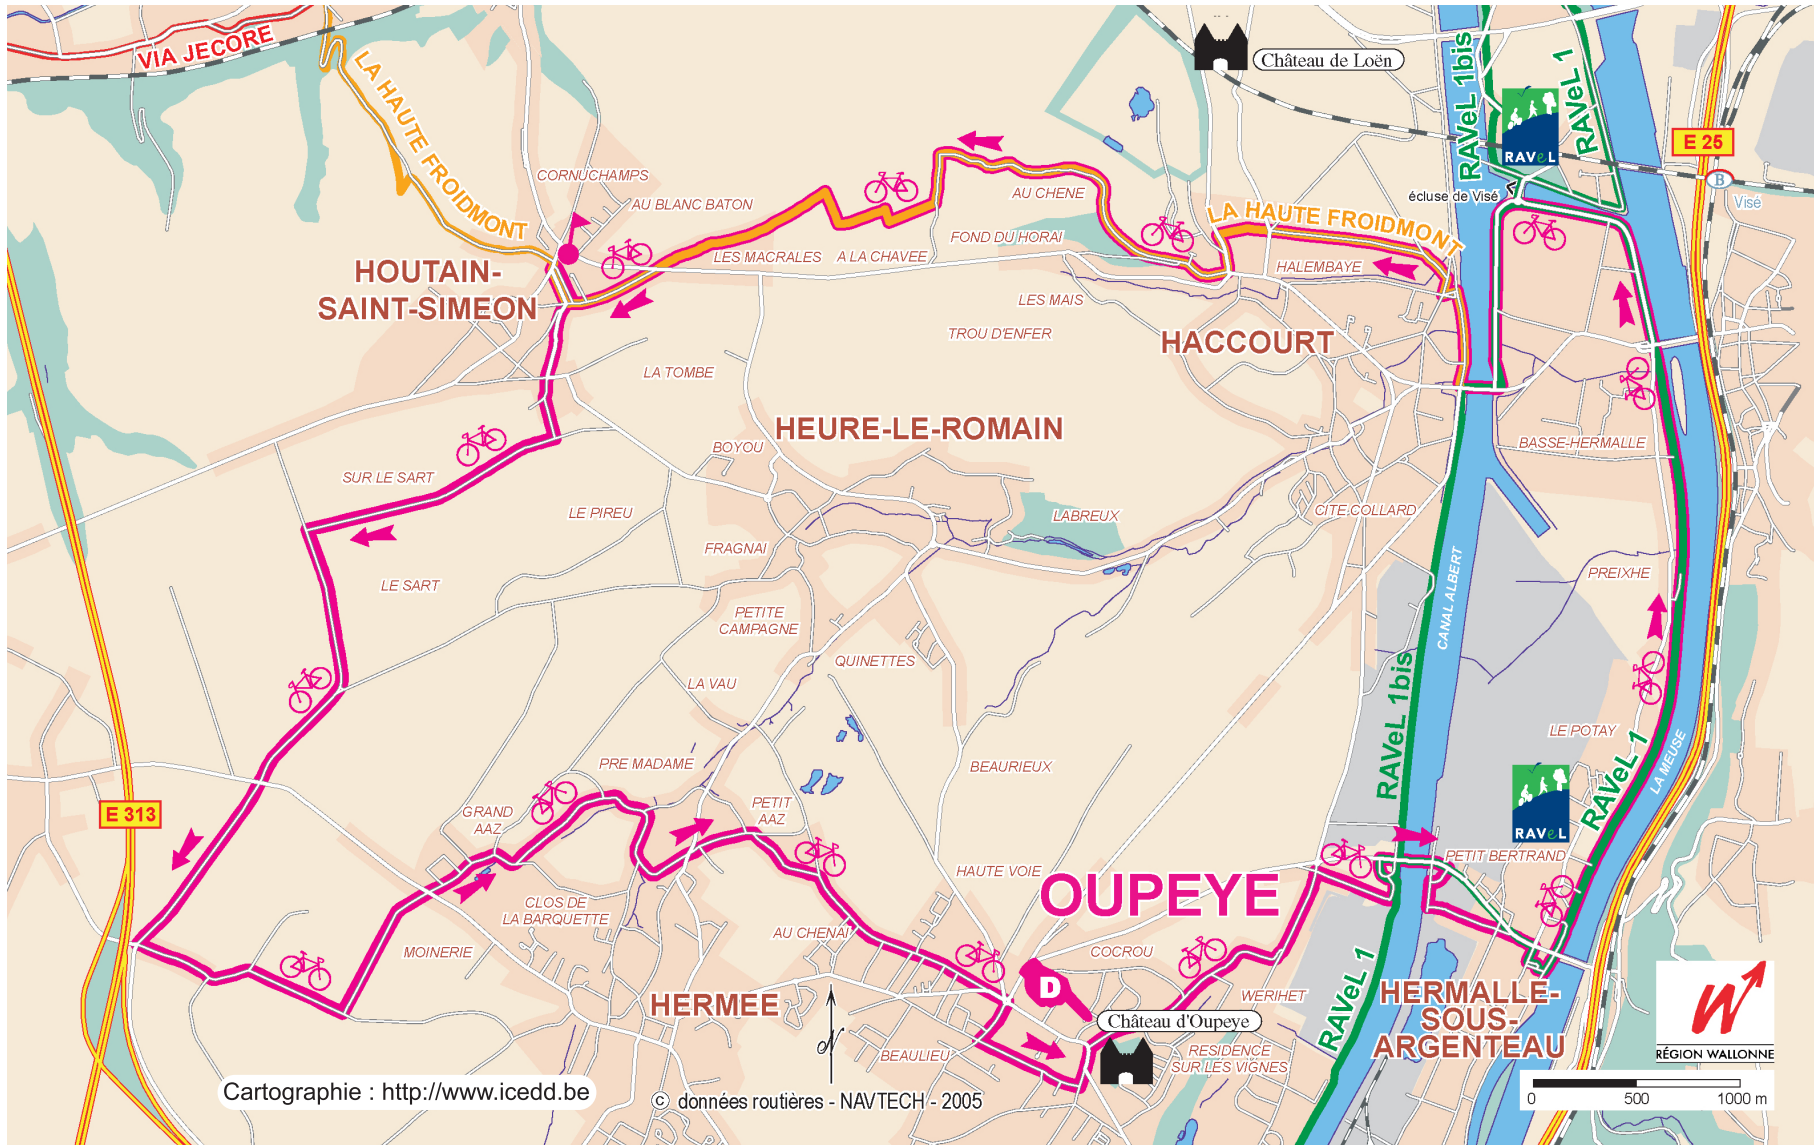 VIA JECORE
LA HAUTE FROIDMONT
Château de Loën
RAVeL 1bis
RAVeL 1
RAVeL
E 25
B
Visé
écluse de Visé
CORNUCHAMPS
AU BLANC BATON
AU CHENE
LA HAUTE FROIDMONT
FOND DU HORAI
LES MACRALES
A LA CHAVEE
HALEMBAYE
HOUTAIN-
SAINT-SIMEON
LES MAIS
TROU D'ENFER
HACCOURT
LA TOMBE
HEURE-LE-ROMAIN
BOYOU
BASSE-HERMALLE
SUR LE SART
LE PIREU
LABREUX
CITE COLLARD
FRAGNAI
LE SART
CANAL ALBERT
PREIXHE
PETITE
CAMPAGNE
QUINETTES
LA VAU
RAVeL 1bis
LE POTAY
LA MEUSE
PRE MADAME
BEAURIEUX
RAVeL 1
E 313
GRAND
AAZ
PETIT
AAZ
RAVeL
PETIT BERTRAND
HAUTE VOIE
OUPEYE
CLOS DE
LA BARQUETTE
AU CHENAI
MOINERIE
COCROU
D
WERIHET
HERMEE
Château d'Oupeye
RAVeL 1
HERMALLE-
SOUS-
ARGENTEAU
N
BEAULIEU
RESIDENCE
SUR LES VIGNES
W
RÉGION WALLONNE
Cartographie : http://www.icedd.be
© données routières - NAVTECH - 2005
0 500 1000 m